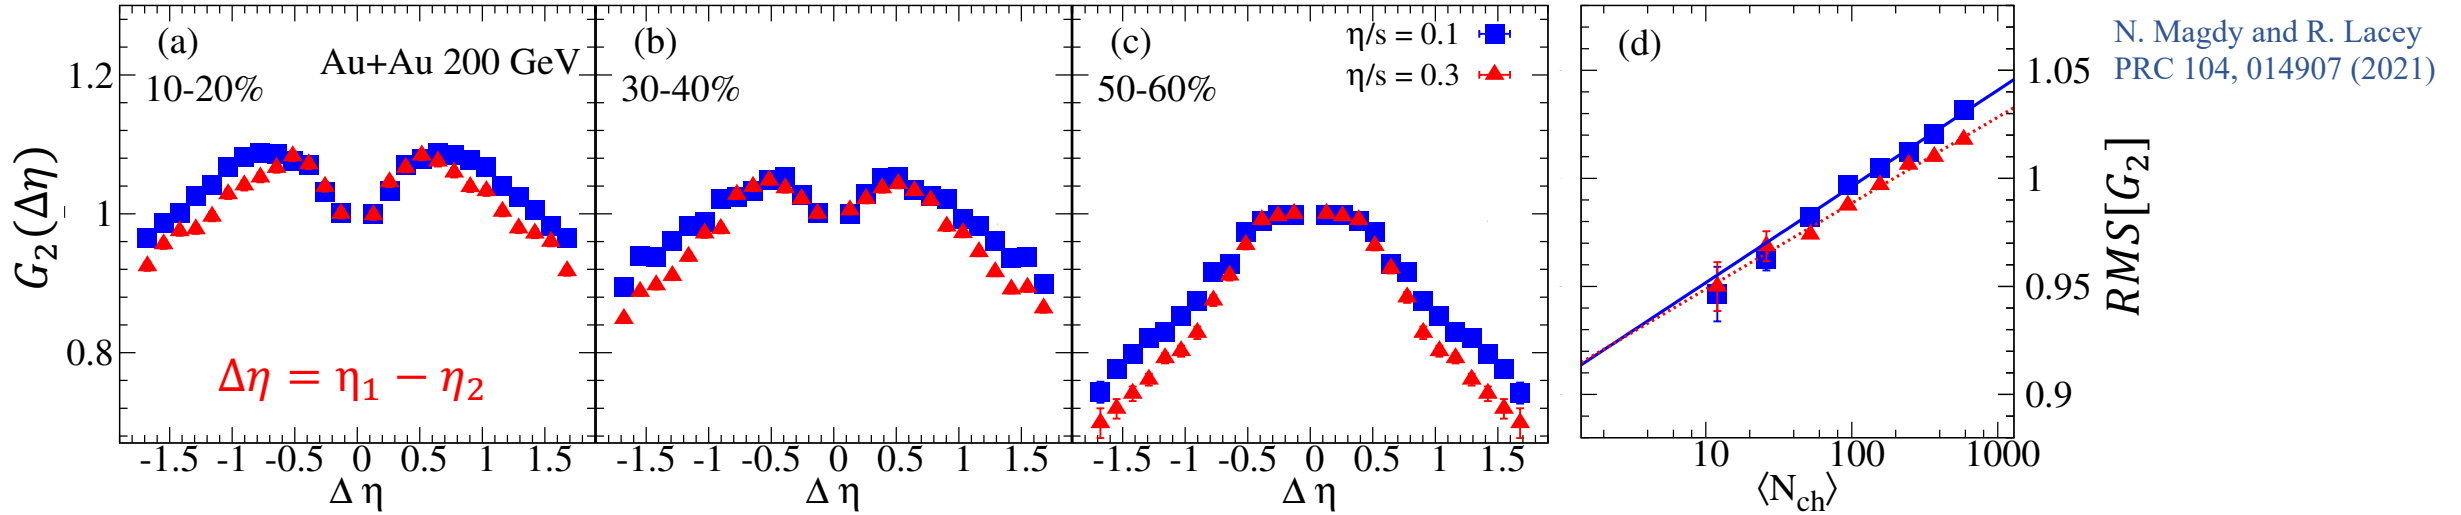 (a)
Au+Au 200 GeV
10-20%
(b)
30-40%
(c)
50-60%
η/s = 0.1
η/s = 0.3
(d)
N. Magdy and R. Lacey
PRC 104, 014907 (2021)
G₂(Δη)
1.2
1
0.8
Δη = η₁ − η₂
-1.5 -1 -0.5 0 0.5 1 1.5
Δ η
-1.5 -1 -0.5 0 0.5 1 1.5
Δ η
-1.5 -1 -0.5 0 0.5 1 1.5
Δ η
10 100 1000
⟨N_ch⟩
1.05
1
0.95
0.9
RMS[G₂]